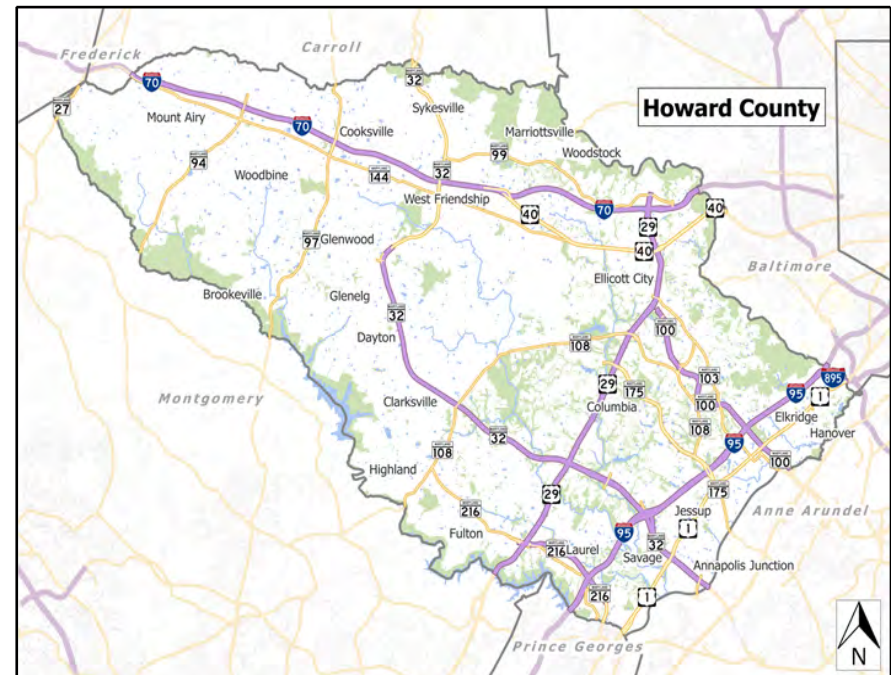 Carroll
Frederick
Howard County
32
70
27
Mount Airy
Sykesville
70
Cooksville
Marriottsville
99
Woodstock
94
Woodbine
144
32
West Friendship
40
70
40
29
97
Glenwood
40
Ellicott City
Baltimore
Brookeville
Glenelg
32
Dayton
100
108
103
895
29
175
95
1
Montgomery
Clarksville
Columbia
100
Elkridge
108
Hanover
32
95
108
100
Highland
29
175
Anne Arundel
216
Jessup
1
Fulton
95
216
Laurel
32
Savage
Annapolis Junction
216
1
Prince Georges
N